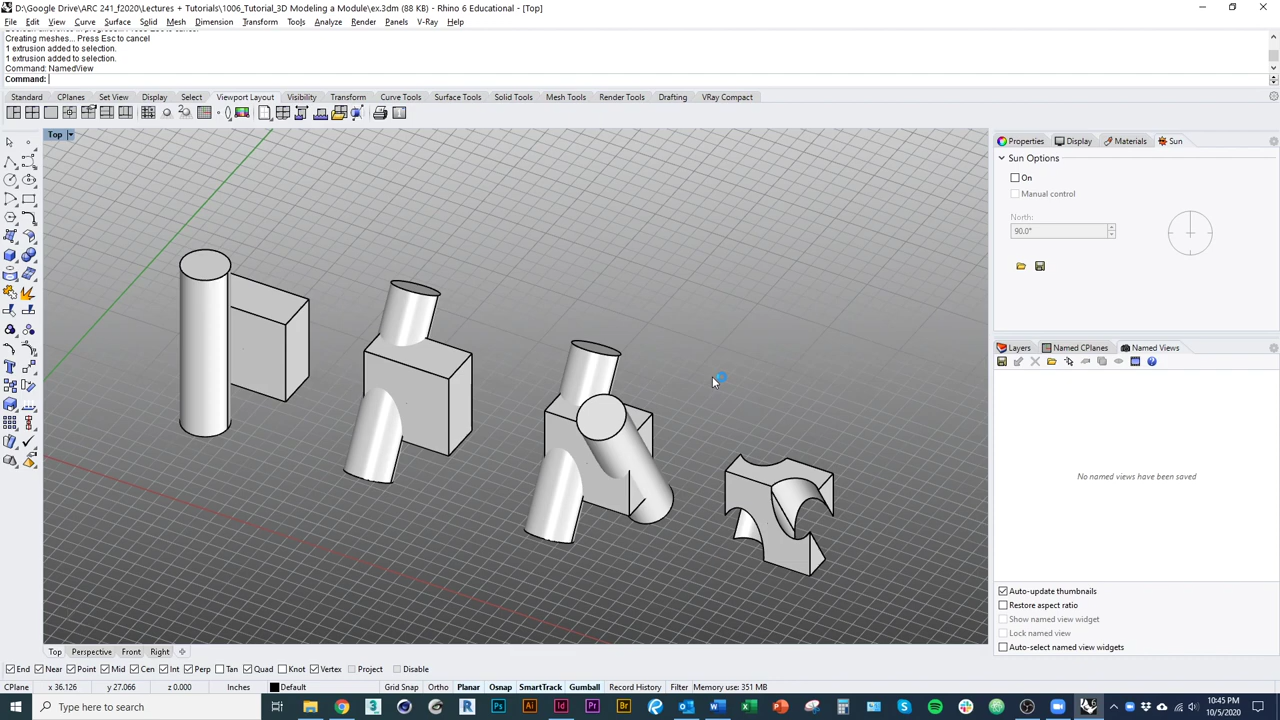 D:\Google Drive\ARC 241_f2020\Lectures + Tutorials\1006_Tutorial_3D Modeling a Module\ex.3dm (88 KB) - Rhino 6 Educational - [Top]
File Edit View Curve Surface Solid Mesh Dimension Transform Tools Analyze Render Panels V-Ray Help
Creating meshes... Press Esc to cancel
1 extrusion added to selection.
1 extrusion added to selection.
Command: NamedView
Command:
Standard CPlanes Set View Display Select Viewport Layout Visibility Transform Curve Tools Surface Tools Solid Tools Mesh Tools Render Tools Drafting VRay Compact
Top
Properties Display Materials Sun
Sun Options
On
Manual control
North:
90.0°
Layers Named CPlanes Named Views
No named views have been saved
Auto-update thumbnails
Restore aspect ratio
Show named view widget
Lock named view
Auto-select named view widgets
Top Perspective Front Right
End Near Point Mid Cen Int Perp Tan Quad Knot Vertex Project Disable
CPlane x 36.126 y 27.066 z 0.000 Inches Default Grid Snap Ortho Planar Osnap SmartTrack Gumball Record History Filter Memory use: 351 MB
Type here to search
10:45 PM
10/5/2020